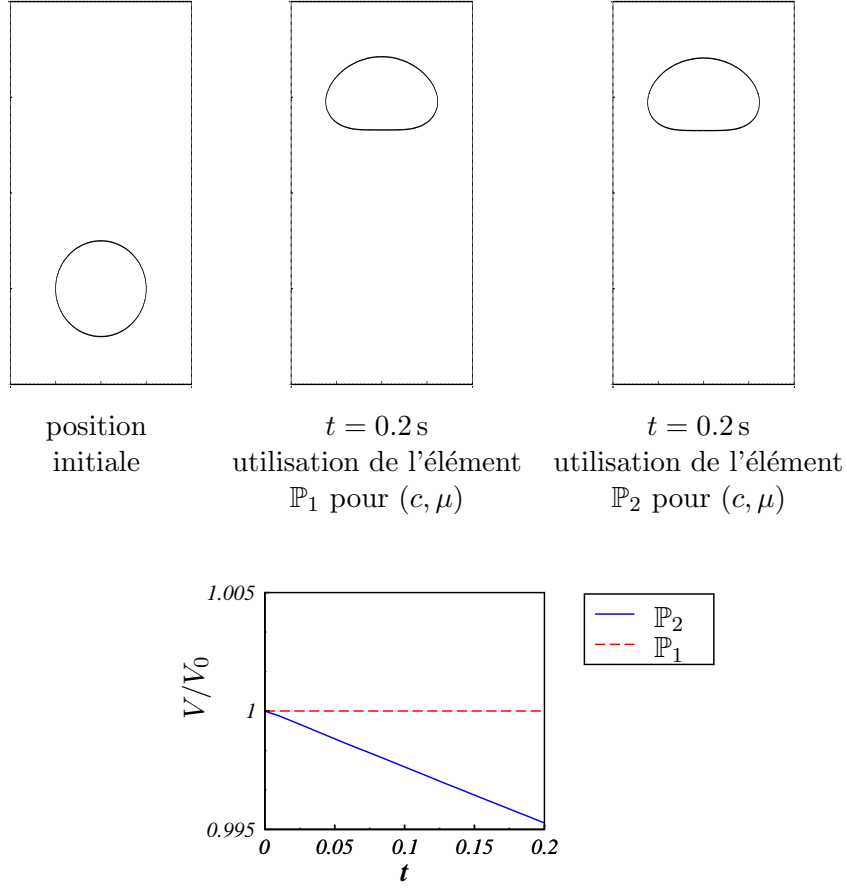 position
initiale
t = 0.2 s
utilisation de l'élément
ℙ₁ pour (c, μ)
t = 0.2 s
utilisation de l'élément
ℙ₂ pour (c, μ)
1.005
1
0.995
V/V₀
0 0.05 0.1 0.15 0.2
t
ℙ₂
ℙ₁